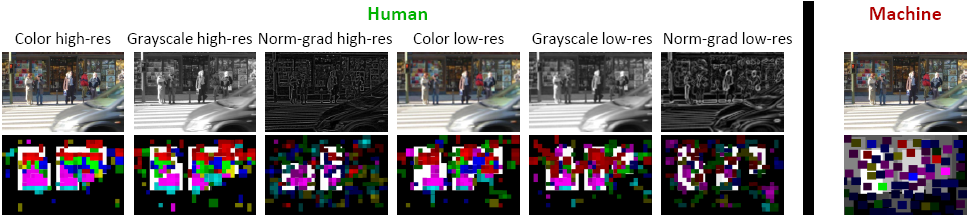 Human
Machine
Color high-res
Grayscale high-res
Norm-grad high-res
Color low-res
Grayscale low-res
Norm-grad low-res